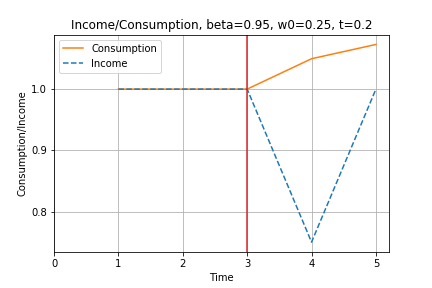 Income/Consumption, beta=0.95, w0=0.25, t=0.2
Consumption
Income
Consumption/Income
1.0
0.9
0.8
0
1
2
3
4
5
Time